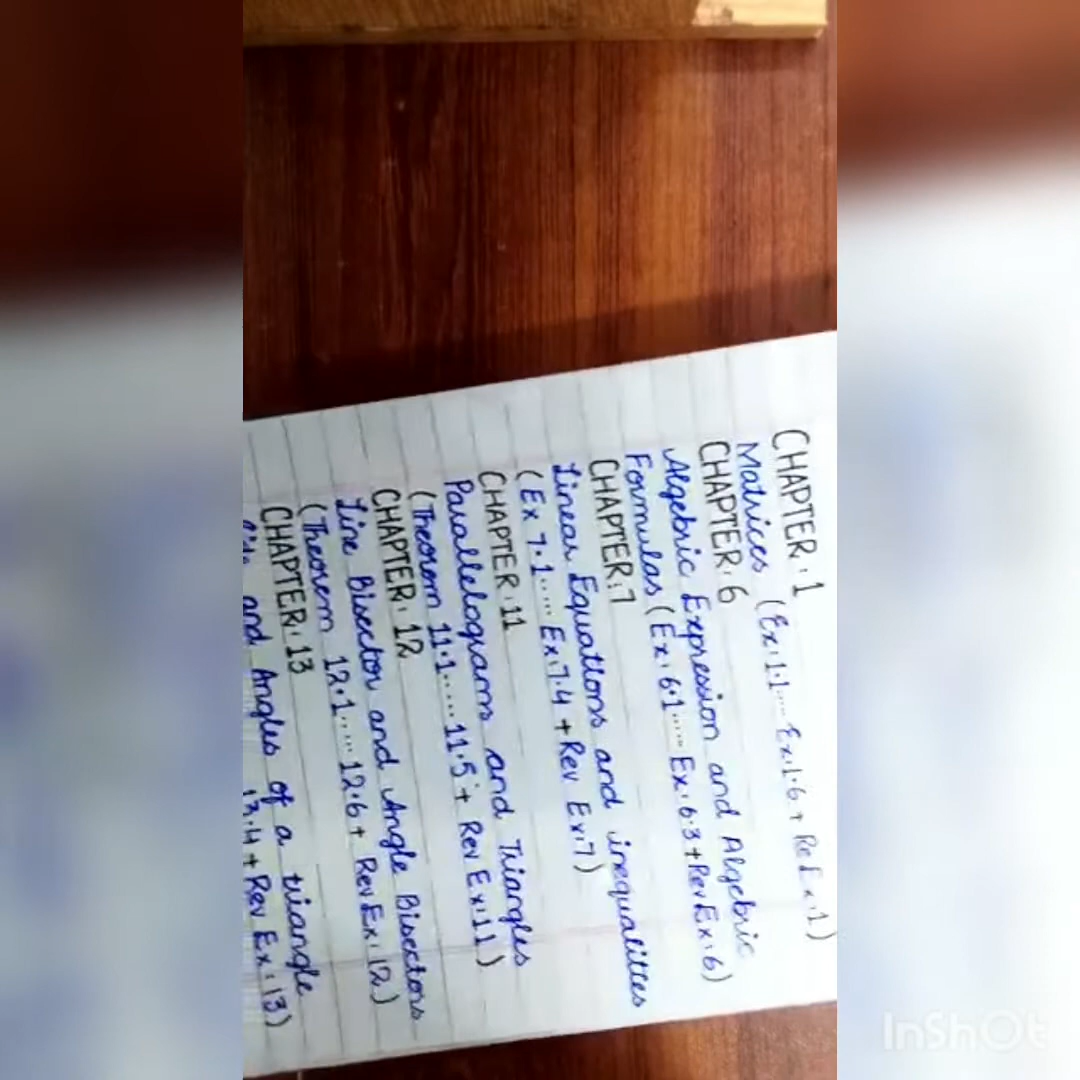 CHAPTER: 1
Matrices (Ex: 1.1.... Ex: 1.6 + Re Ex: 1)
CHAPTER: 6
Algebric Expression and Algebric
Formulas (Ex: 6.1..... Ex: 6.3 + Rev Ex: 6)
CHAPTER: 7
Linear Equations and inequalities
(Ex 7.1..... Ex: 7.4 + Rev Ex: 7)
CHAPTER: 11
Parallelograms and Triangles
(Theorom 11.1..... 11.5 + Rev Ex: 11)
CHAPTER: 12
Line Bisector and Angle Bisectors
(Theorem 12.1..... 12.6 + Rev Ex: 12)
CHAPTER: 13
and Angles of a triangle
13.4 + Rev Ex: 13)
InShOt